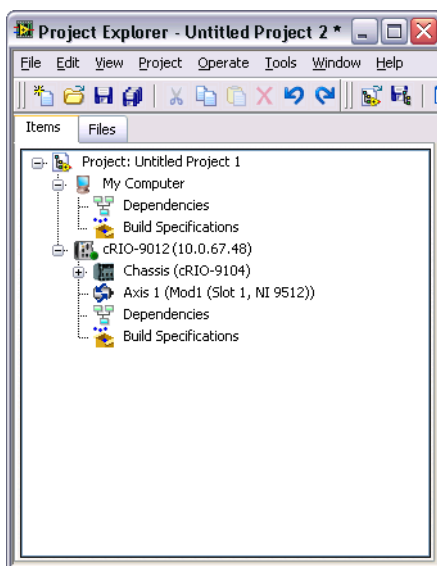 Project Explorer - Untitled Project 2 *
File Edit View Project Operate Tools Window Help
Items Files
Project: Untitled Project 1
My Computer
Dependencies
Build Specifications
cRIO-9012 (10.0.67.48)
Chassis (cRIO-9104)
Axis 1 (Mod1 (Slot 1, NI 9512))
Dependencies
Build Specifications